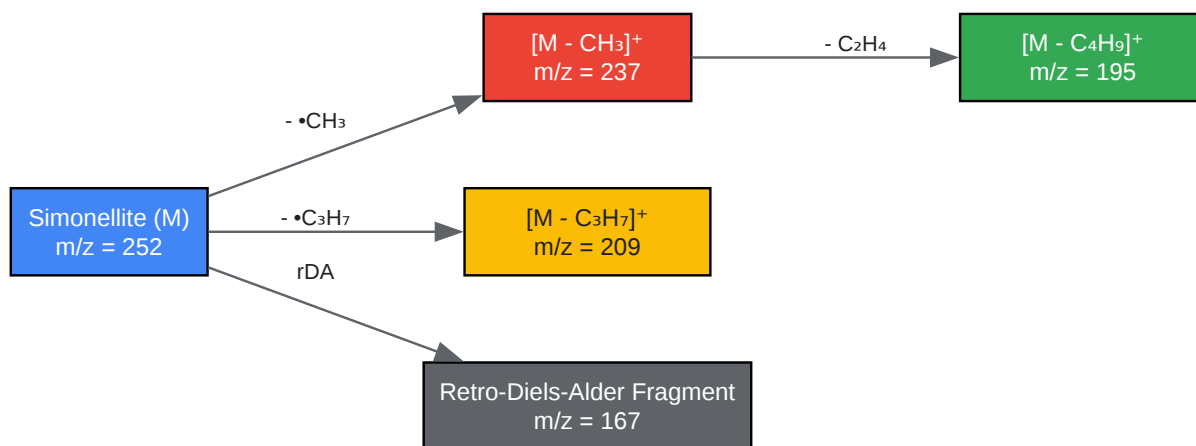 [M - CH₃]⁺
m/z = 237
- C₂H₄
[M - C₄H₉]⁺
m/z = 195
- •CH₃
Simonellite (M)
m/z = 252
- •C₃H₇
[M - C₃H₇]⁺
m/z = 209
rDA
Retro-Diels-Alder Fragment
m/z = 167